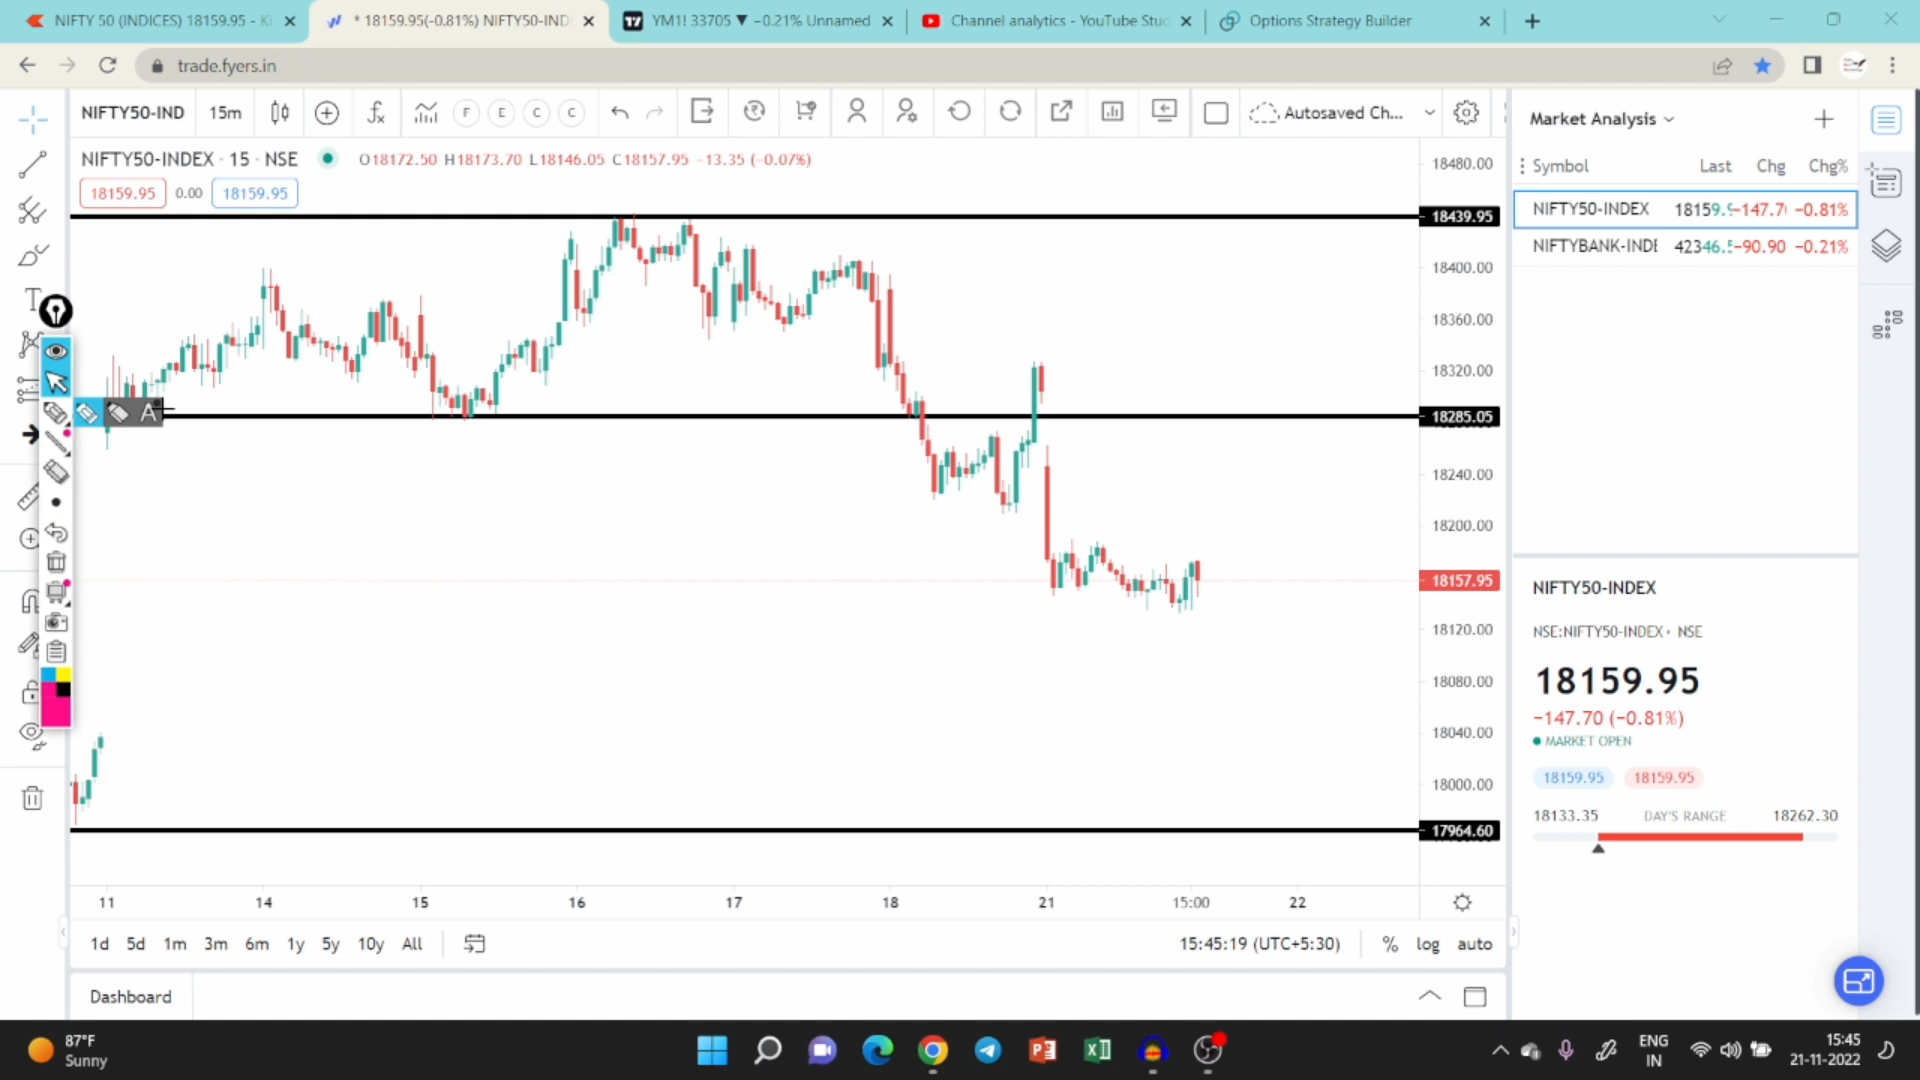 NIFTY 50 (INDICES) 18159.95 - Ki
* 18159.95(-0.81%) NIFTY50-IND
YM1! 33705 ▼ −0.21% Unnamed
Channel analytics - YouTube Stud
Options Strategy Builder
trade.fyers.in
NIFTY50-IND 15m
F E C C
Autosaved Ch...
NIFTY50-INDEX · 15 · NSE O18172.50 H18173.70 L18146.05 C18157.95 −13.35 (−0.07%)
18159.95 0.00 18159.95
18480.00
18439.95
18400.00
18360.00
18320.00
18285.05
18240.00
18200.00
18157.95
18120.00
18080.00
18040.00
18000.00
17964.60
T
A
11 14 15 16 17 18 21 15:00 22
1d 5d 1m 3m 6m 1y 5y 10y All
15:45:19 (UTC+5:30) % log auto
Dashboard
Market Analysis
Symbol Last Chg Chg%
NIFTY50-INDEX 18159.9 −147.7 −0.81%
NIFTYBANK-INDE 42346.5 −90.90 −0.21%
NIFTY50-INDEX
NSE:NIFTY50-INDEX • NSE
18159.95
−147.70 (−0.81%)
MARKET OPEN
18159.95 18159.95
18133.35 DAY'S RANGE 18262.30
87°F
Sunny
ENG
IN
15:45
21-11-2022